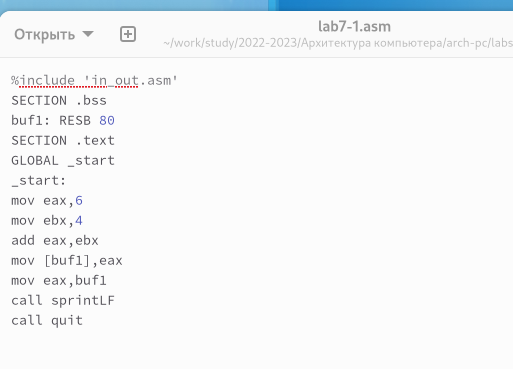 Открыть
lab7-1.asm
~/work/study/2022-2023/Архитектура компьютера/arch-pc/labs
%include 'in_out.asm'
SECTION .bss
buf1: RESB 80
SECTION .text
GLOBAL _start
_start:
mov eax,6
mov ebx,4
add eax,ebx
mov [buf1],eax
mov eax,buf1
call sprintLF
call quit